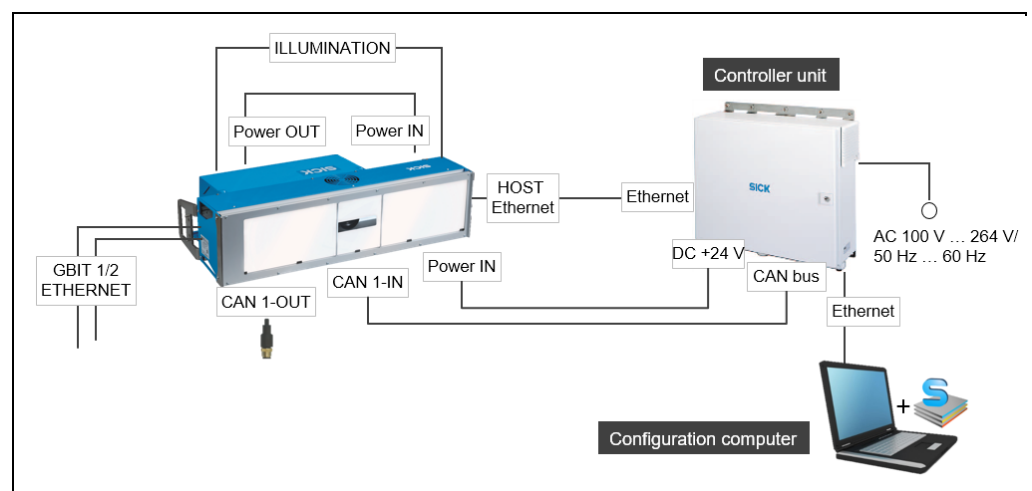 ILLUMINATION
Controller unit
Power OUT
Power IN
SICK
SICK
SICK
HOST
Ethernet
Ethernet
AC 100 V ... 264 V/
50 Hz ... 60 Hz
GBIT 1/2
ETHERNET
CAN 1-OUT
CAN 1-IN
Power IN
DC +24 V
CAN bus
Ethernet
S
+
Configuration computer